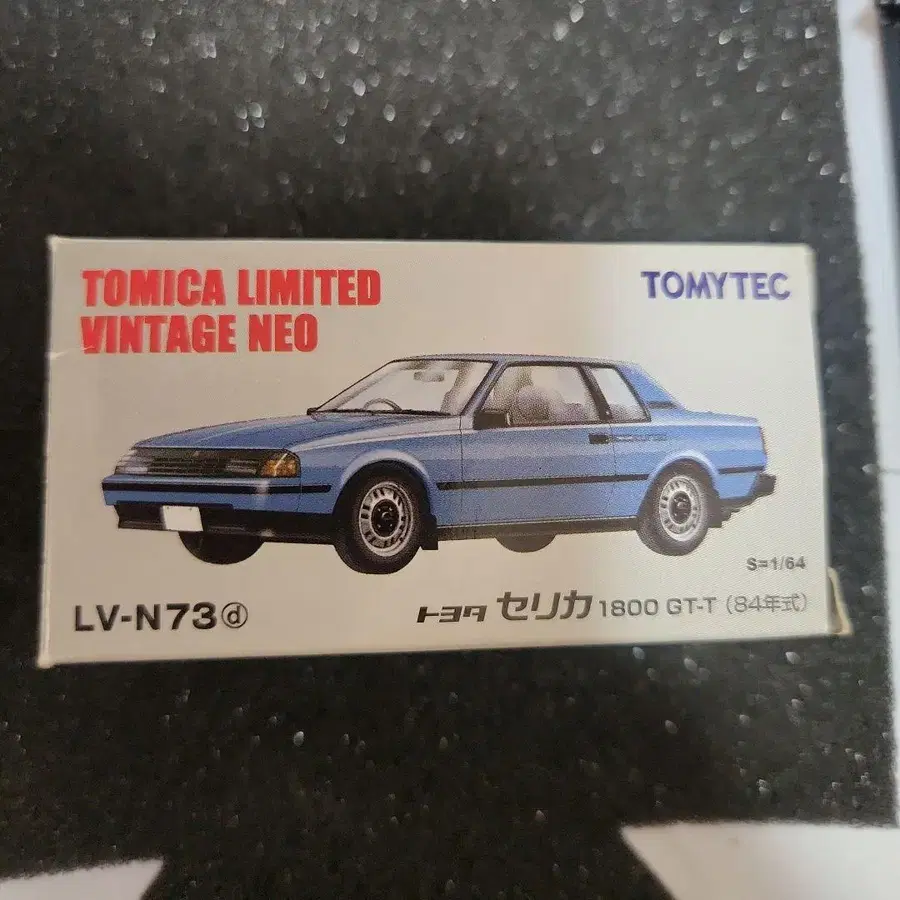 TOMICA LIMITED
VINTAGE NEO
TOMYTEC
S=1/64
LV-N73ⓓ
トヨタ セリカ 1800 GT-T (84年式)